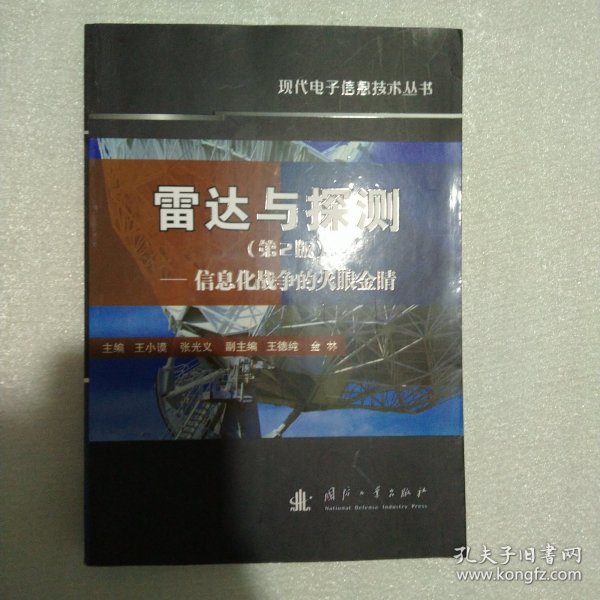 现代电子信息技术丛书
雷达与探测
(第2版)
——信息化战争的火眼金睛
主编 王小谟 张光义 副主编 王德纯 金林
国防工业出版社
National Defense Industry Press
孔夫子旧书网
www.kongfz.com